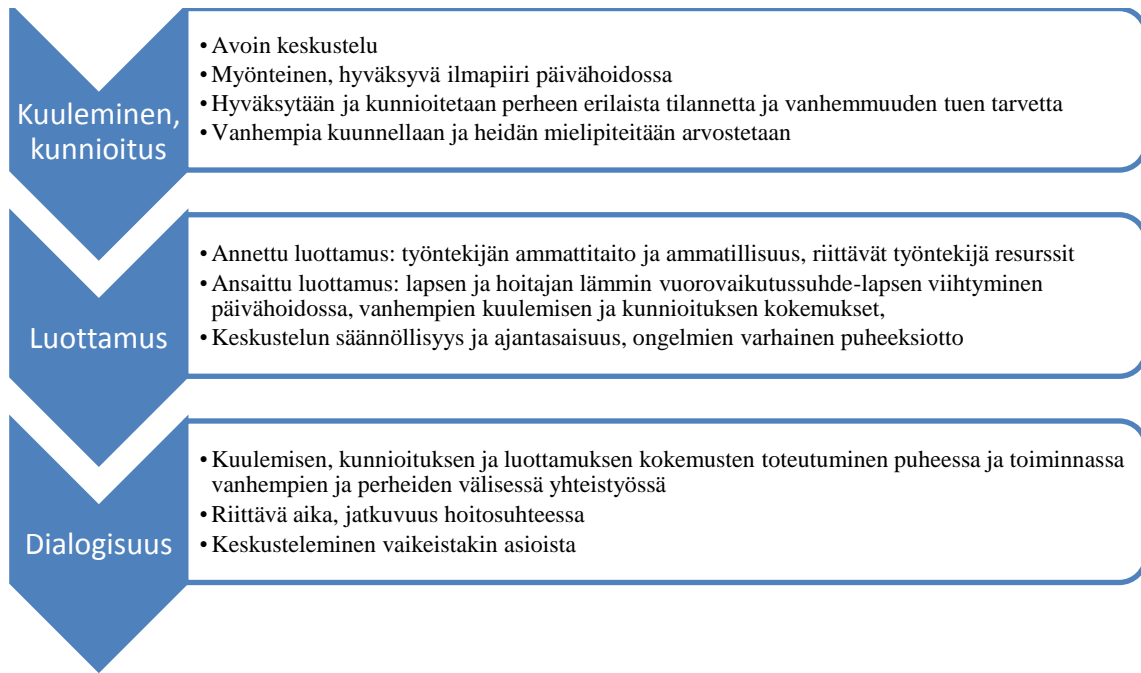 Kuuleminen,
kunnioitus
• Avoin keskustelu
• Myönteinen, hyväksyvä ilmapiiri päivähoidossa
• Hyväksytään ja kunnioitetaan perheen erilaista tilannetta ja vanhemmuuden tuen tarvetta
• Vanhempia kuunnellaan ja heidän mielipiteitään arvostetaan
Luottamus
• Annettu luottamus: työntekijän ammattitaito ja ammatillisuus, riittävät työntekijä resurssit
• Ansaittu luottamus: lapsen ja hoitajan lämmin vuorovaikutussuhde-lapsen viihtyminen
päivähoidossa, vanhempien kuulemisen ja kunnioituksen kokemukset,
• Keskustelun säännöllisyys ja ajantasaisuus, ongelmien varhainen puheeksiotto
Dialogisuus
• Kuulemisen, kunnioituksen ja luottamuksen kokemusten toteutuminen puheessa ja toiminnassa
vanhempien ja perheiden välisessä yhteistyössä
• Riittävä aika, jatkuvuus hoitosuhteessa
• Keskusteleminen vaikeistakin asioista